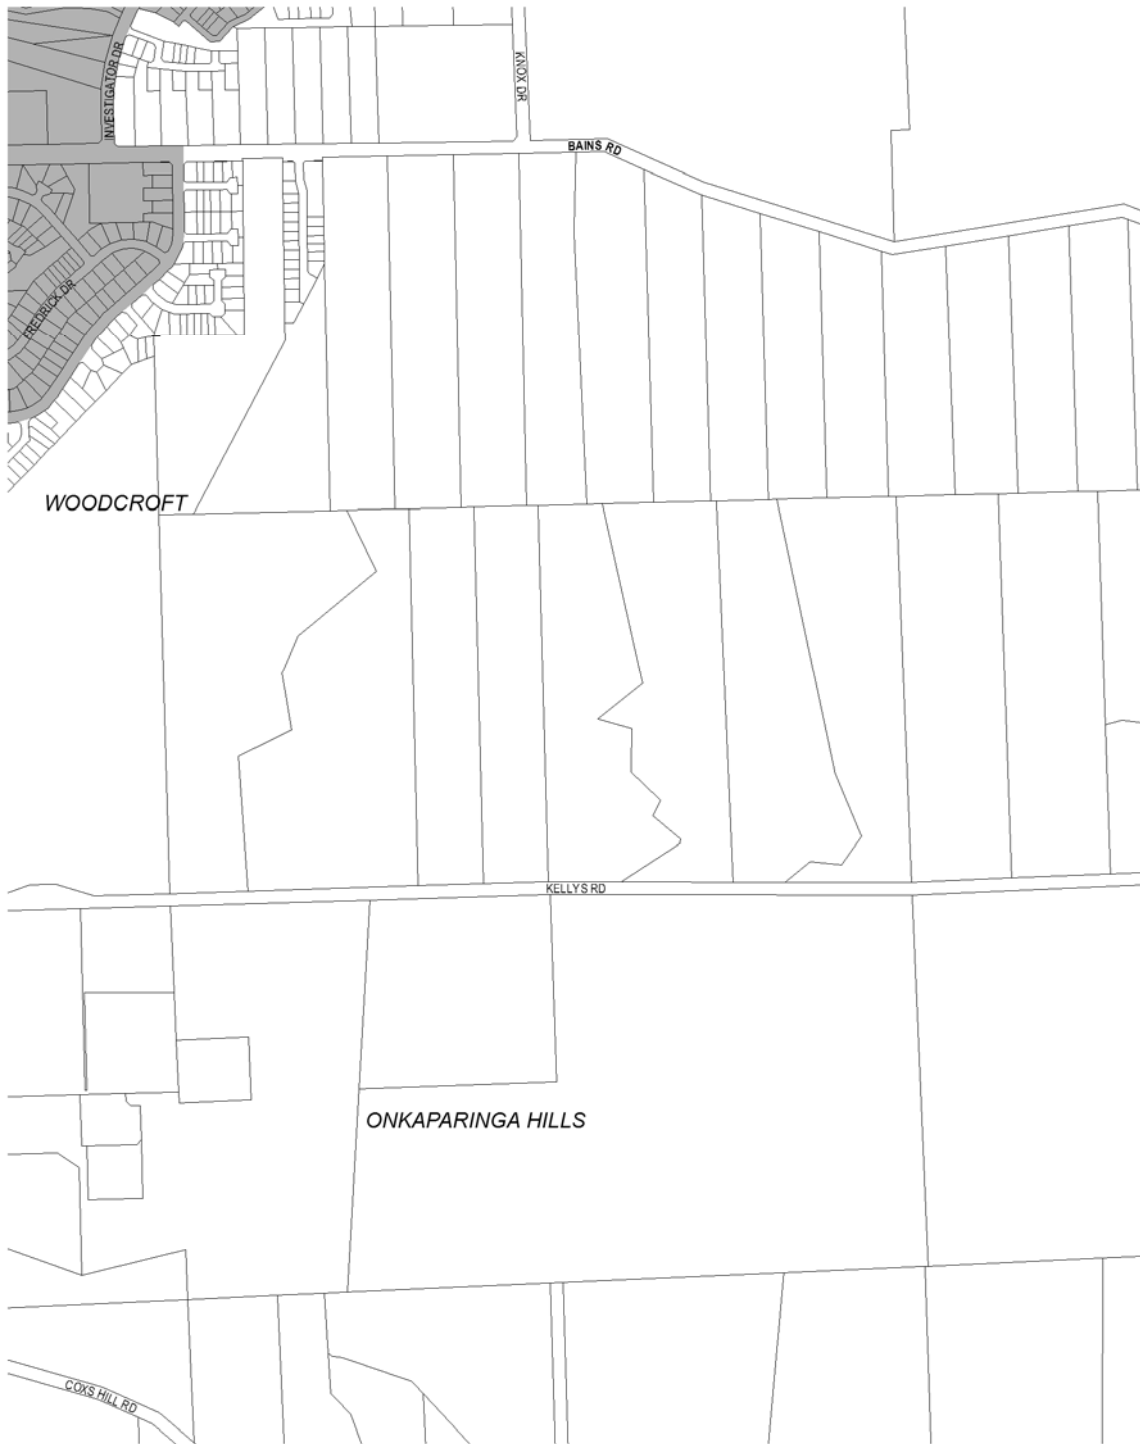 INVESTIGATOR DR
KNOX DR
BAINS RD
FREDRICK DR
WOODCROFT
KELLYS RD
ONKAPARINGA HILLS
COXS HILL RD